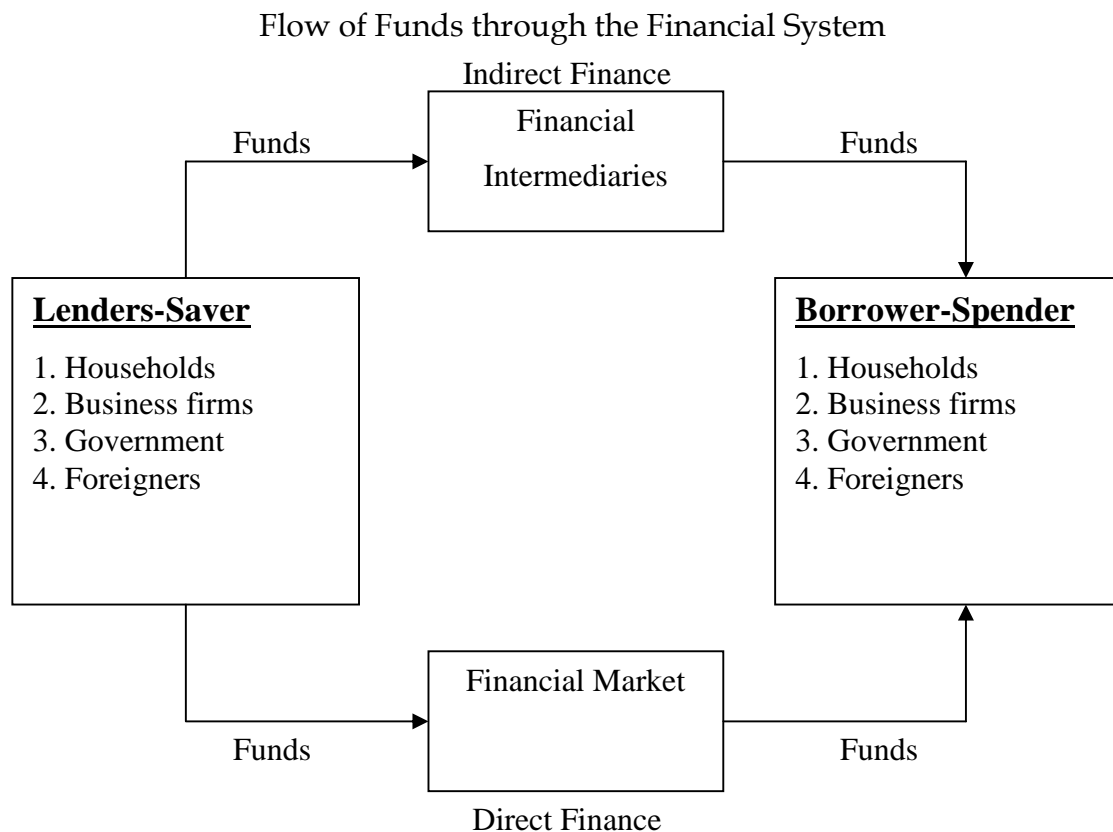 Flow of Funds through the Financial System
Indirect Finance
Financial
Intermediaries
Funds
Funds
Lenders-Saver
1. Households
2. Business firms
3. Government
4. Foreigners
Borrower-Spender
1. Households
2. Business firms
3. Government
4. Foreigners
Financial Market
Funds
Funds
Direct Finance